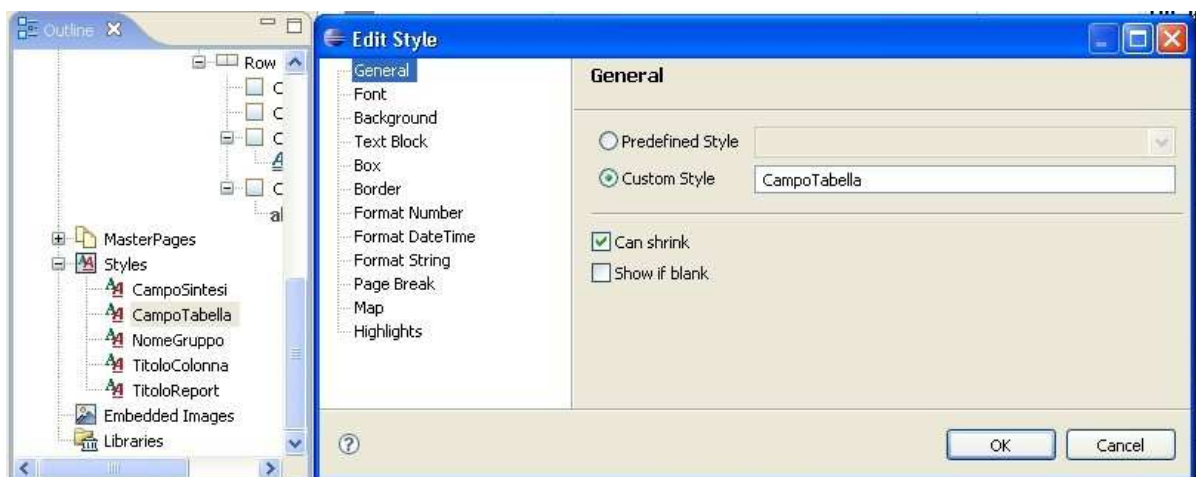 Outline
Row
C
C
C
A
C
al
MasterPages
Styles
CampoSintesi
CampoTabella
NomeGruppo
TitoloColonna
TitoloReport
Embedded Images
Libraries
Edit Style
General
Font
Background
Text Block
Box
Border
Format Number
Format DateTime
Format String
Page Break
Map
Highlights
General
Predefined Style
Custom Style CampoTabella
Can shrink
Show if blank
OK Cancel